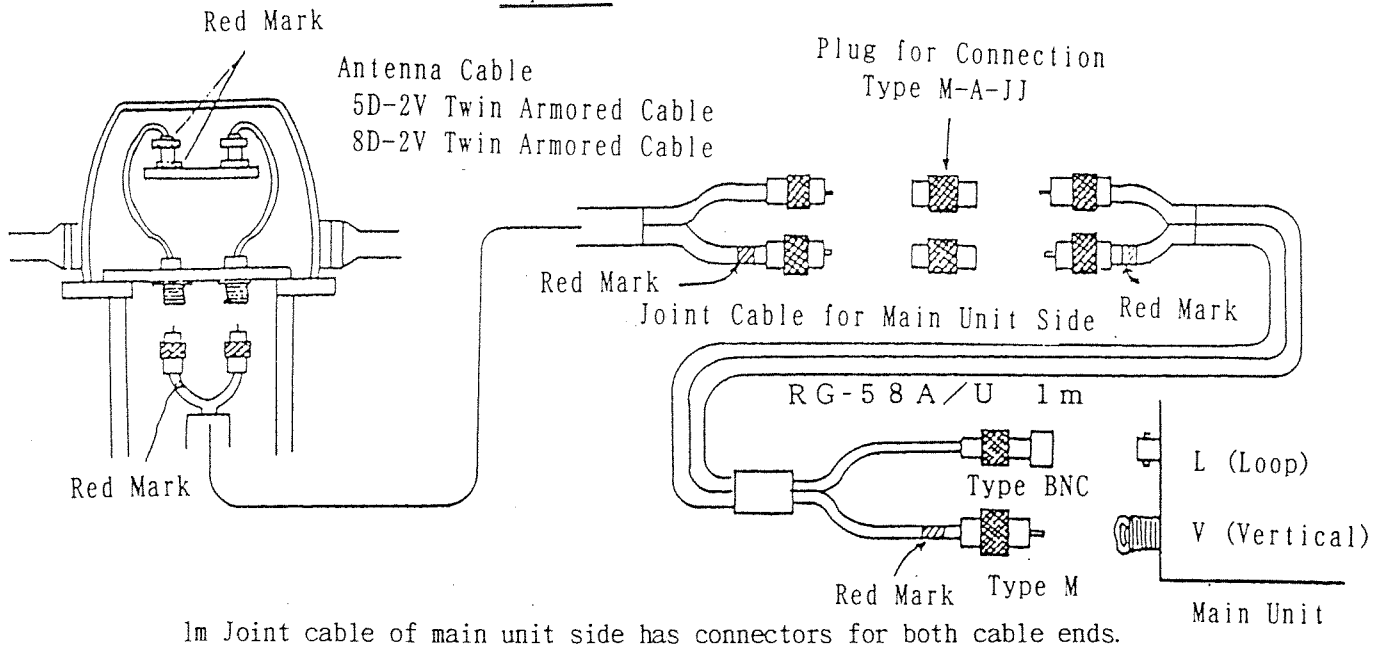 Red Mark
Plug for Connection
Type M-A-JJ
Antenna Cable
5D-2V Twin Armored Cable
8D-2V Twin Armored Cable
Red Mark
Joint Cable for Main Unit Side
Red Mark
RG-58A/U 1m
Red Mark
Type BNC
L (Loop)
V (Vertical)
Red Mark
Type M
Main Unit
1m Joint cable of main unit side has connectors for both cable ends.